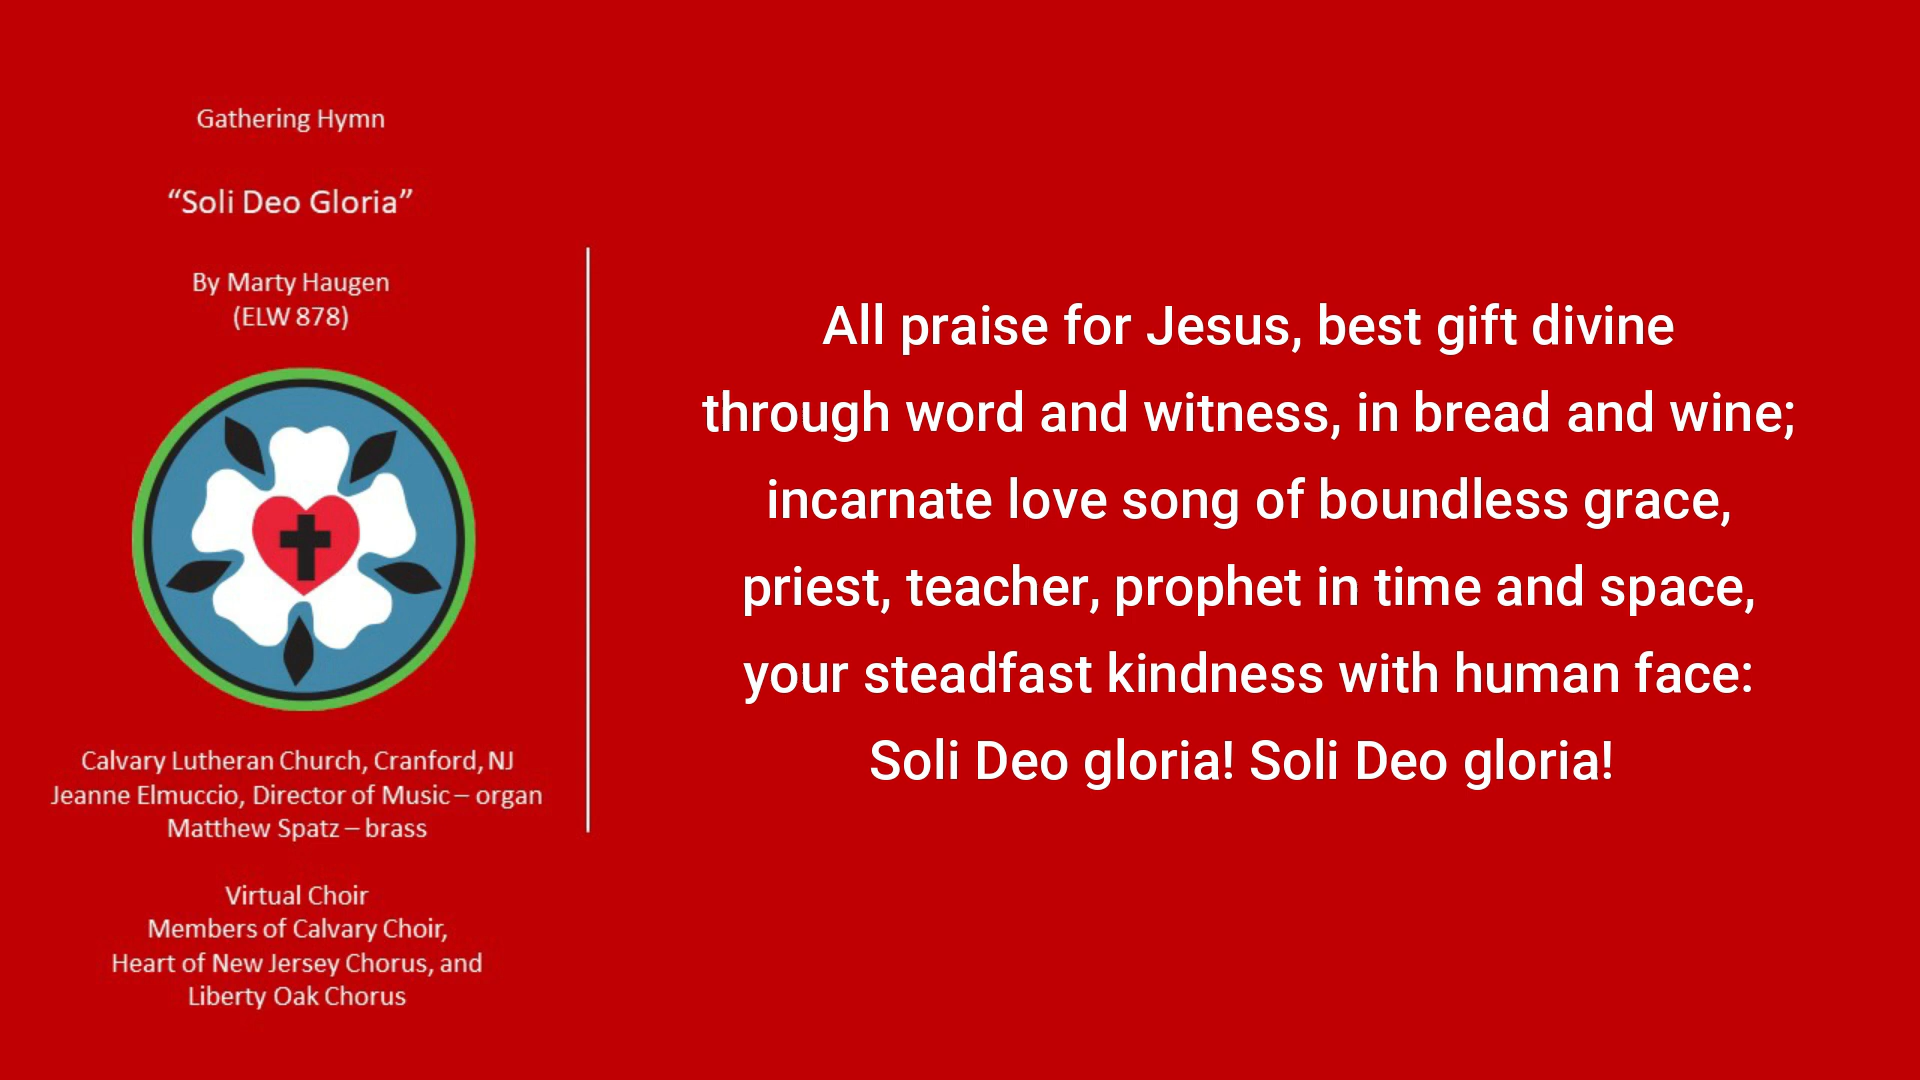 Gathering Hymn
“Soli Deo Gloria”
By Marty Haugen
(ELW 878)
Calvary Lutheran Church, Cranford, NJ
Jeanne Elmuccio, Director of Music – organ
Matthew Spatz – brass
Virtual Choir
Members of Calvary Choir,
Heart of New Jersey Chorus, and
Liberty Oak Chorus
All praise for Jesus, best gift divine
through word and witness, in bread and wine;
incarnate love song of boundless grace,
priest, teacher, prophet in time and space,
your steadfast kindness with human face:
Soli Deo gloria! Soli Deo gloria!